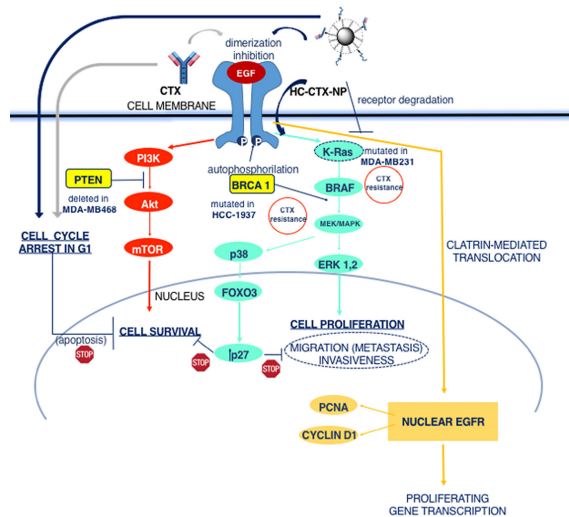 dimerization
inhibition
EGF
CTX
CELL MEMBRANE
HC-CTX-NP
receptor degradation
P
P
PI3K
K-Ras
mutated in
MDA-MB231
autophosphorilation
PTEN
BRCA 1
BRAF
CTX
resistance
deleted in
MDA-MB468
Akt
mutated in
HCC-1937
CTX
resistance
MEK/MAPK
CELL CYCLE
ARREST IN G1
mTOR
p38
ERK 1,2
CLATRIN-MEDIATED
TRANSLOCATION
NUCLEUS
FOXO3
CELL SURVIVAL
CELL PROLIFERATION
(apoptosis)
STOP
STOP
↑p27
STOP
MIGRATION (METASTASIS)
INVASIVENESS
PCNA
CYCLIN D1
NUCLEAR EGFR
PROLIFERATING
GENE TRANSCRIPTION